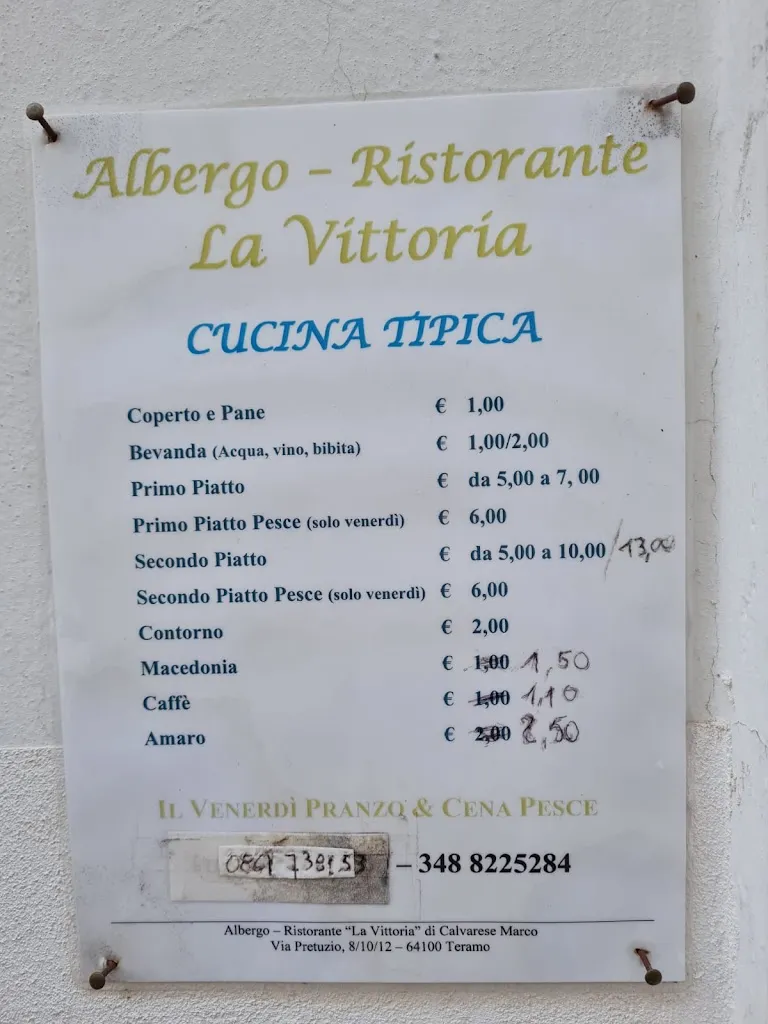 Albergo – Ristorante
La Vittoria
CUCINA TIPICA
Coperto e Pane € 1,00
Bevanda (Acqua, vino, bibita) € 1,00/2,00
Primo Piatto € da 5,00 a 7, 00
Primo Piatto Pesce (solo venerdì) € 6,00
Secondo Piatto € da 5,00 a 10,00/13,00
Secondo Piatto Pesce (solo venerdì) € 6,00
Contorno € 2,00
Macedonia € 1,00 1,50
Caffè € 1,00 1,10
Amaro € 2,00 2,50
IL VENERDÌ PRANZO & CENA PESCE
– 348 8225284
Albergo – Ristorante “La Vittoria” di Calvarese Marco
Via Pretuzio, 8/10/12 – 64100 Teramo